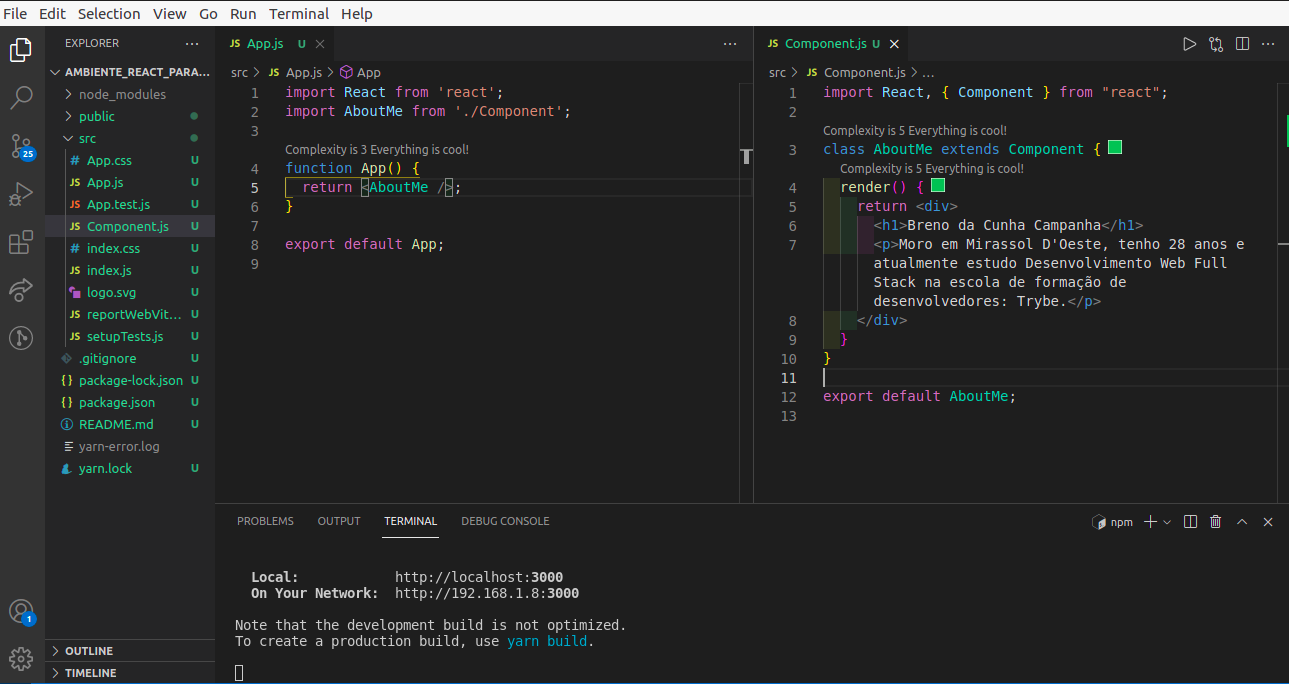 File Edit Selection View Go Run Terminal Help
EXPLORER
AMBIENTE_REACT_PARA...
node_modules
public
src
# App.css U
JS App.js U
JS App.test.js U
JS Component.js U
# index.css U
JS index.js U
logo.svg U
JS reportWebVit... U
JS setupTests.js U
.gitignore U
{} package-lock.json U
{} package.json U
README.md U
yarn-error.log
yarn.lock U
OUTLINE
TIMELINE
25
1
JS App.js U
src > JS App.js > App
1 import React from 'react';
2 import AboutMe from './Component';
3
Complexity is 3 Everything is cool!
4 function App() {
5 return <AboutMe />;
6 }
7
8 export default App;
9
JS Component.js U
src > JS Component.js > ...
1 import React, { Component } from "react";
2
Complexity is 5 Everything is cool!
3 class AboutMe extends Component {
Complexity is 5 Everything is cool!
4 render() {
5 return <div>
6 <h1>Breno da Cunha Campanha</h1>
7 <p>Moro em Mirassol D'Oeste, tenho 28 anos e
atualmente estudo Desenvolvimento Web Full
Stack na escola de formação de
desenvolvedores: Trybe.</p>
8 </div>
9 }
10 }
11
12 export default AboutMe;
13
PROBLEMS OUTPUT TERMINAL DEBUG CONSOLE
npm
Local: http://localhost:3000
On Your Network: http://192.168.1.8:3000
Note that the development build is not optimized.
To create a production build, use yarn build.